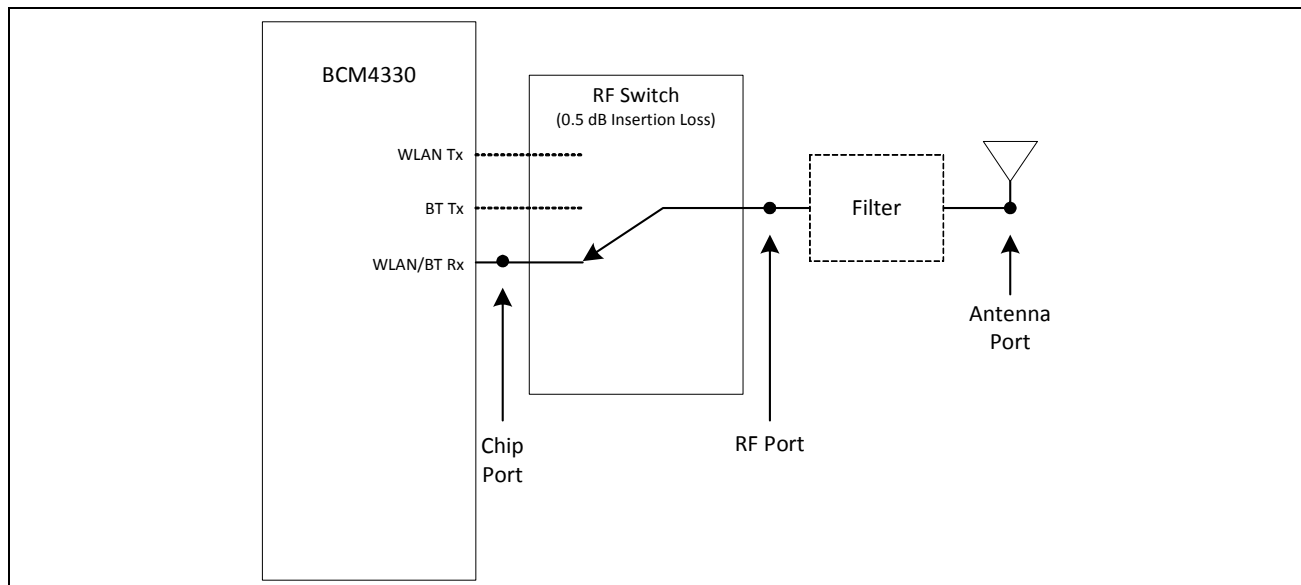 BCM4330
RF Switch
(0.5 dB Insertion Loss)
WLAN Tx
BT Tx
WLAN/BT Rx
Filter
Chip
Port
RF Port
Antenna
Port